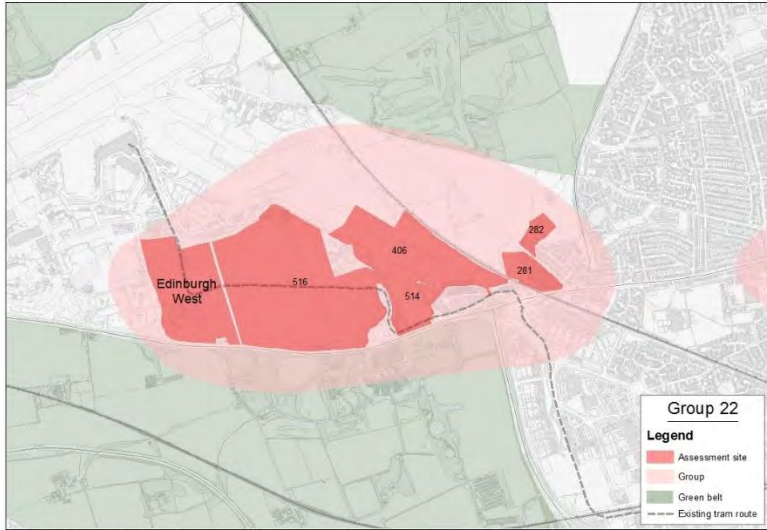 282
406
281
Edinburgh
West
516
514
Group 22
Legend
Assessment site
Group
Green belt
Existing tram route